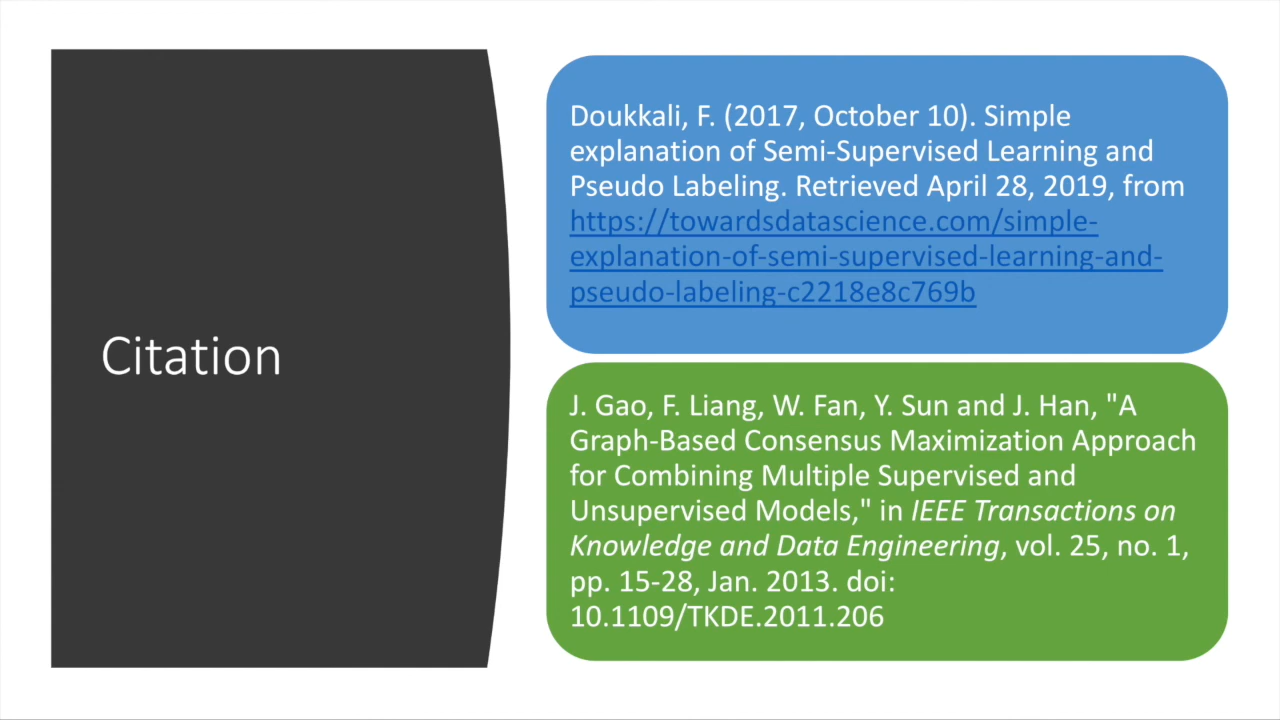 Citation
Doukkali, F. (2017, October 10). Simple
explanation of Semi-Supervised Learning and
Pseudo Labeling. Retrieved April 28, 2019, from
https://towardsdatascience.com/simple-
explanation-of-semi-supervised-learning-and-
pseudo-labeling-c2218e8c769b
J. Gao, F. Liang, W. Fan, Y. Sun and J. Han, "A
Graph-Based Consensus Maximization Approach
for Combining Multiple Supervised and
Unsupervised Models," in IEEE Transactions on
Knowledge and Data Engineering, vol. 25, no. 1,
pp. 15-28, Jan. 2013. doi:
10.1109/TKDE.2011.206